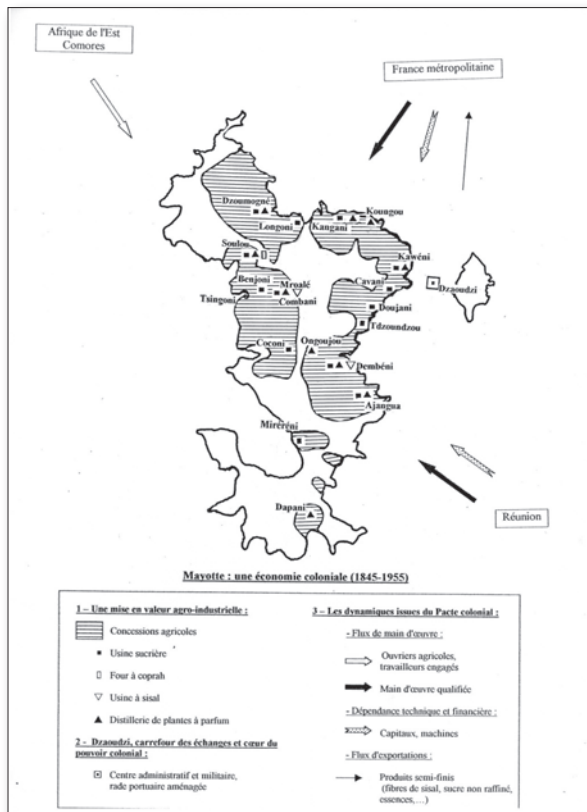 Afrique de l'Est
Comores
France métropolitaine
Dzoumogné
Longoni
Kangani
Koungou
Soulou
Kawéni
Benjoni
Mroalé
Cavani
Dzaoudzi
Tsingoni
Combani
Doujani
Tdzoundzou
Coconi
Ongoujou
Dembéni
Ajangua
Miréréni
Réunion
Dapani
Mayotte : une économie coloniale (1845-1955)
1 – Une mise en valeur agro-industrielle :
Concessions agricoles
Usine sucrière
Four à coprah
Usine à sisal
Distillerie de plantes à parfum
2 - Dzaoudzi, carrefour des échanges et cœur du
pouvoir colonial :
Centre administratif et militaire,
rade portuaire aménagée
3 – Les dynamiques issues du Pacte colonial :
- Flux de main d'œuvre :
Ouvriers agricoles,
travailleurs engagés
Main d'œuvre qualifiée
- Dépendance technique et financière :
Capitaux, machines
- Flux d'exportations :
Produits semi-finis
(fibres de sisal, sucre non raffiné,
essences,…)